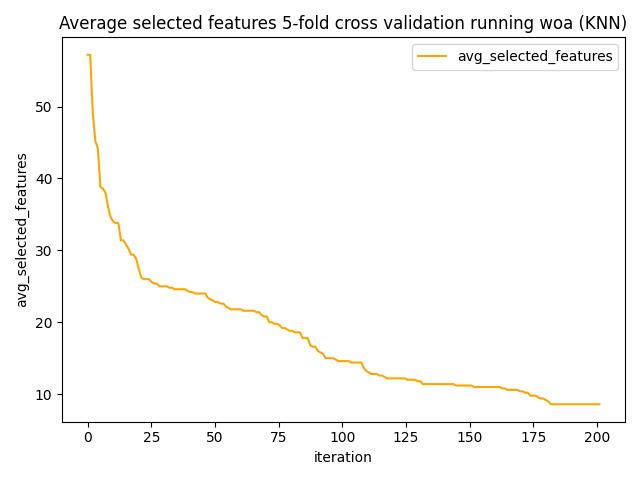 Average selected features 5-fold cross validation running woa (KNN)
avg_selected_features
avg_selected_features
50
40
30
20
10
0 25 50 75 100 125 150 175 200
iteration